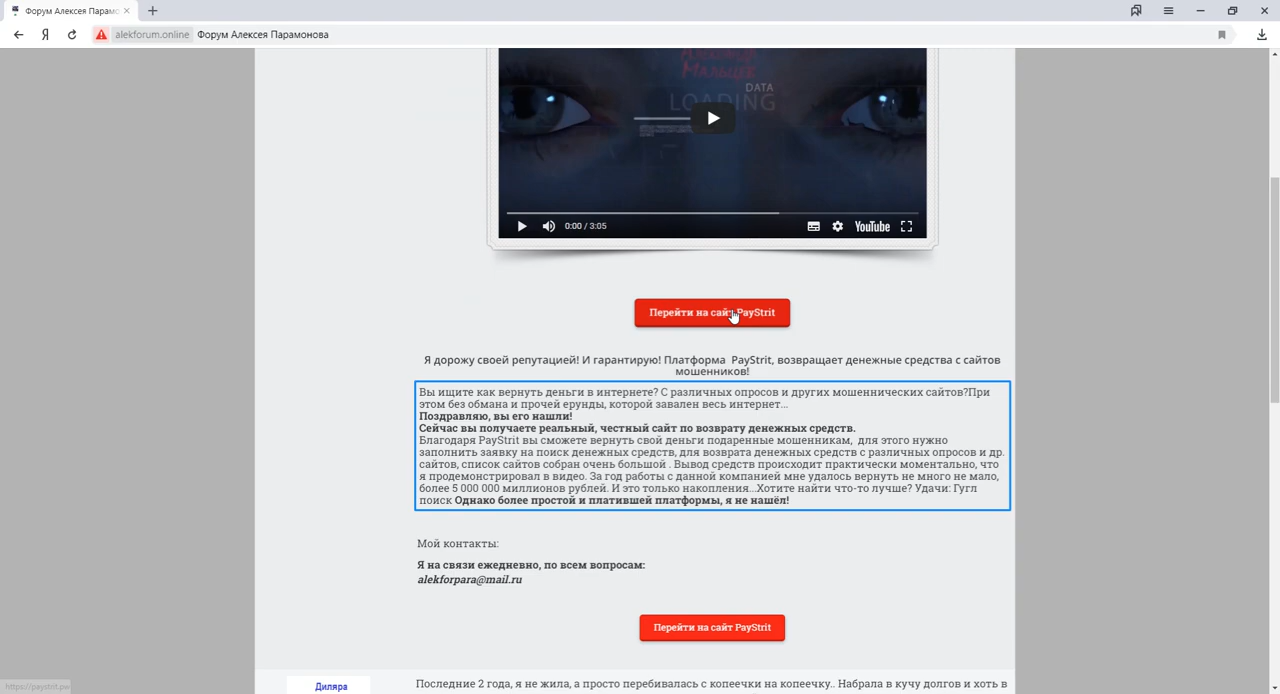 Форум Алексея Парамо
alekforum.online Форум Алексея Парамонова
Мальцев
DATA
LOADING
0:00 / 3:05
YouTube
Перейти на сайт PayStrit
Я дорожу своей репутацией! И гарантирую! Платформа PayStrit, возвращает денежные средства с сайтов
мошенников!
Вы ищите как вернуть деньги в интернете? С различных опросов и других мошеннических сайтов?При
этом без обмана и прочей ерунды, которой завален весь интернет...
Поздравляю, вы его нашли!
Сейчас вы получаете реальный, честный сайт по возврату денежных средств.
Благодаря PayStrit вы сможете вернуть свой деньги подаренные мошенникам, для этого нужно
заполнить заявку на поиск денежных средств, для возврата денежных средств с различных опросов и др.
сайтов, список сайтов собран очень большой . Вывод средств происходит практически моментально, что
я продемонстрировал в видео. За год работы с данной компанией мне удалось вернуть не много не мало,
более 5 000 000 миллионов рублей. И это только накопления...Хотите найти что-то лучше? Удачи: Гугл
поиск Однако более простой и платившей платформы, я не нашёл!
Мой контакты:
Я на связи ежедневно, по всем вопросам:
alekforpara@mail.ru
Перейти на сайт PayStrit
Диляра
Последние 2 года, я не жила, а просто перебивалась с копеечки на копеечку.. Набрала в кучу долгов и хоть в
https://paystrit.pw